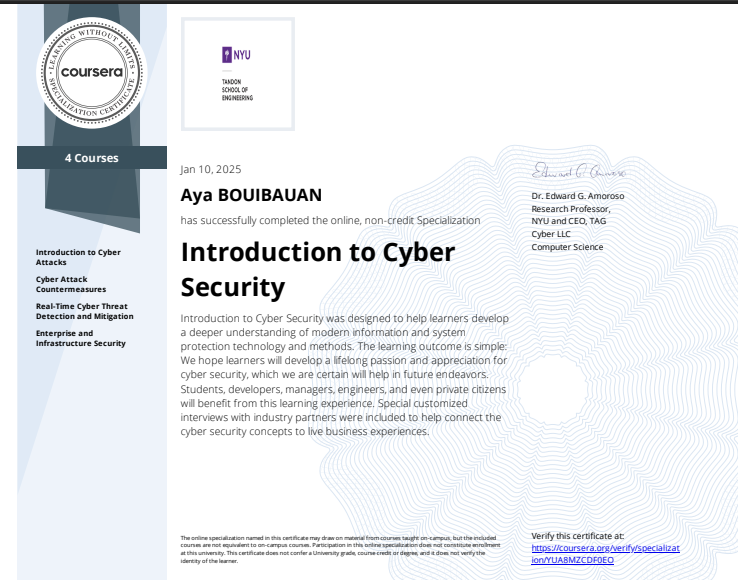 LEARNING WITHOUT LIMITS
coursera
SPECIALIZATION CERTIFICATE
4 Courses
Introduction to Cyber
Attacks
Cyber Attack
Countermeasures
Real-Time Cyber Threat
Detection and Mitigation
Enterprise and
Infrastructure Security
NYU
TANDON
SCHOOL OF
ENGINEERING
Jan 10, 2025
Aya BOUIBAUAN
has successfully completed the online, non-credit Specialization
Introduction to Cyber
Security
Introduction to Cyber Security was designed to help learners develop
a deeper understanding of modern information and system
protection technology and methods. The learning outcome is simple:
We hope learners will develop a lifelong passion and appreciation for
cyber security, which we are certain will help in future endeavors.
Students, developers, managers, engineers, and even private citizens
will benefit from this learning experience. Special customized
interviews with industry partners were included to help connect the
cyber security concepts to live business experiences.
Edward G. Amoroso
Dr. Edward G. Amoroso
Research Professor,
NYU and CEO, TAG
Cyber LLC
Computer Science
The online specialization named in this certificate may draw on material from courses taught on-campus, but the included
courses are not equivalent to on-campus courses. Participation in this online specialization does not constitute enrollment
at this university. This certificate does not confer a University grade, course credit or degree, and it does not verify the
identity of the learner.
Verify this certificate at:
https://coursera.org/verify/specializat
ion/YUA8MZCDF0EO